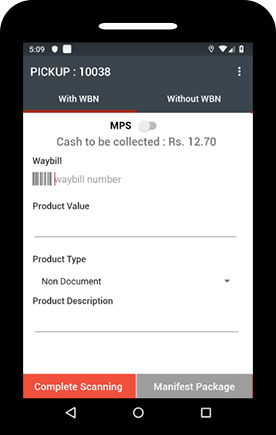 5:09
PICKUP : 10038
With WBN Without WBN
MPS
Cash to be collected : Rs. 12.70
Waybill
waybill number
Product Value
Product Type
Non Document
Product Description
Complete Scanning Manifest Package